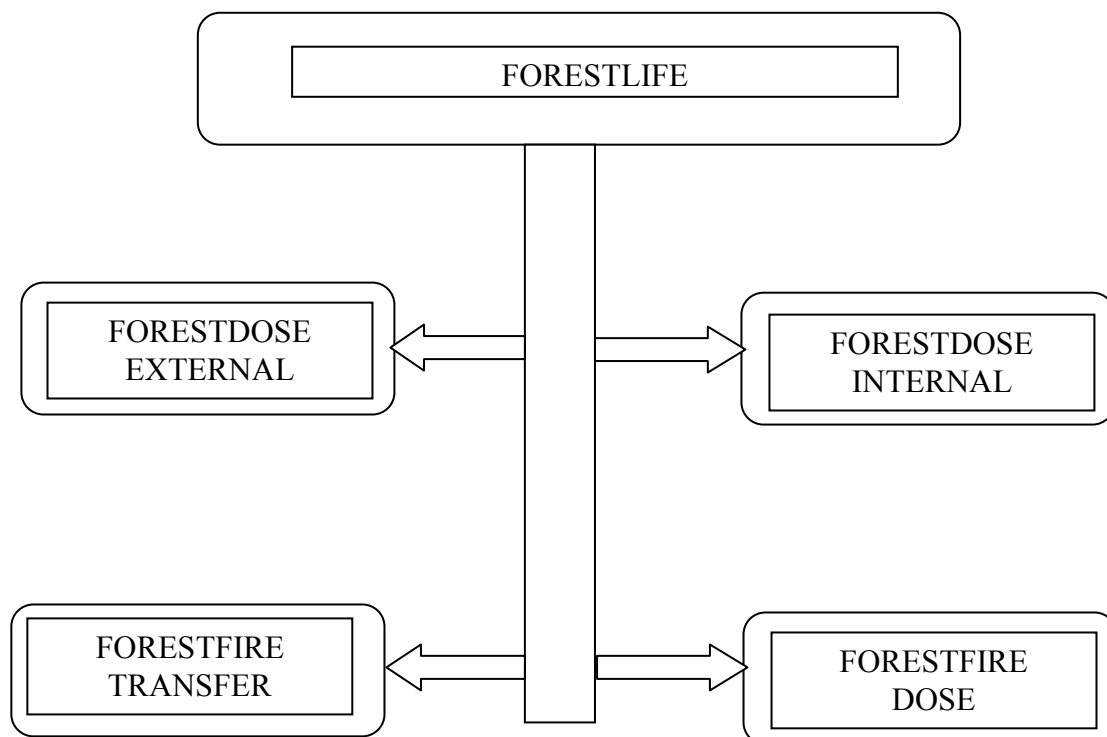 FORESTLIFE
FORESTDOSE
EXTERNAL
FORESTDOSE
INTERNAL
FORESTFIRE
TRANSFER
FORESTFIRE
DOSE